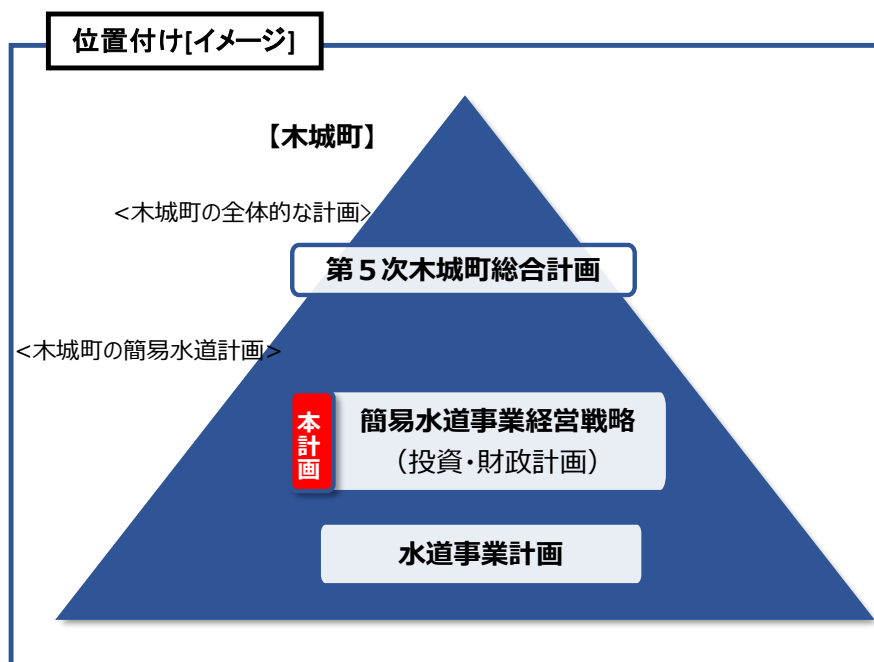 位置付け[イメージ]
【木城町】
<木城町の全体的な計画>
第５次木城町総合計画
<木城町の簡易水道計画>
本計画
簡易水道事業経営戦略
（投資・財政計画）
水道事業計画